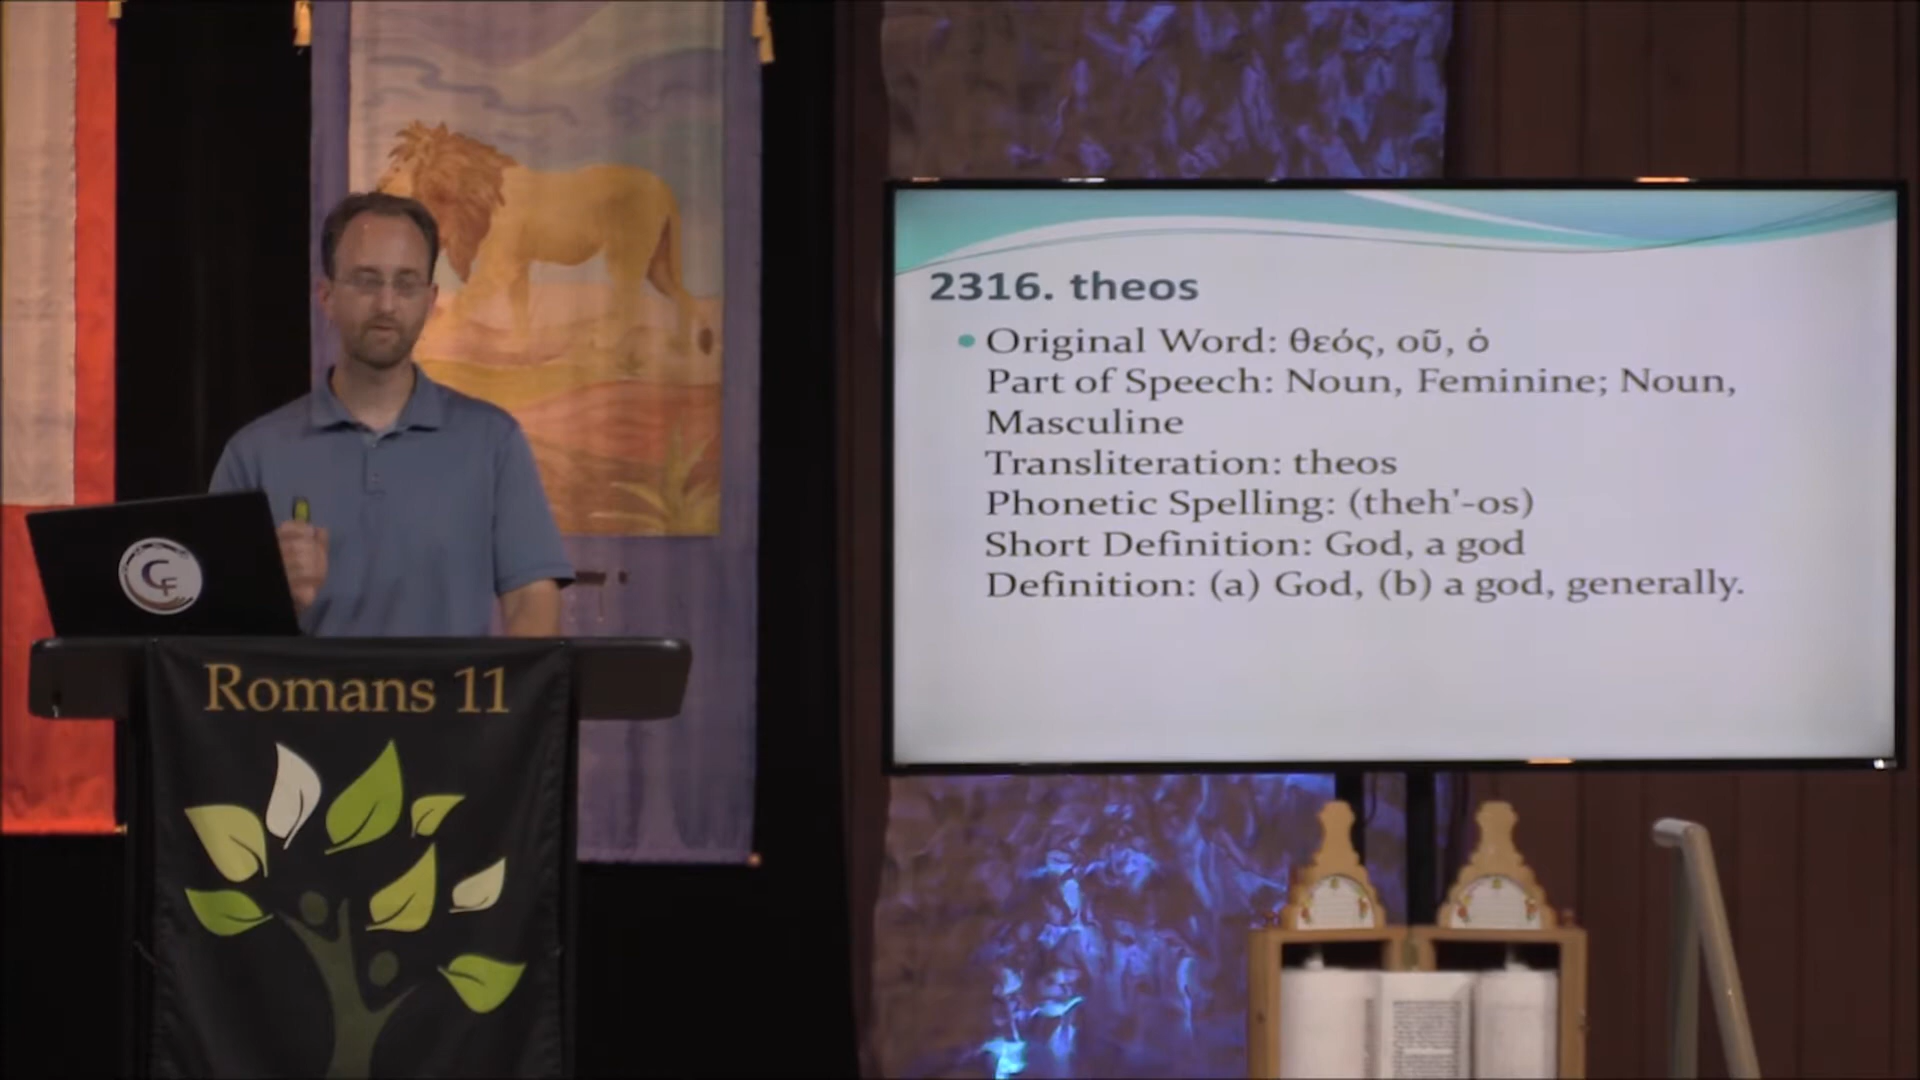 2316. theos
Original Word: θεός, οῦ, ὁ
Part of Speech: Noun, Feminine; Noun,
Masculine
Transliteration: theos
Phonetic Spelling: (theh'-os)
Short Definition: God, a god
Definition: (a) God, (b) a god, generally.
CF
Romans 11